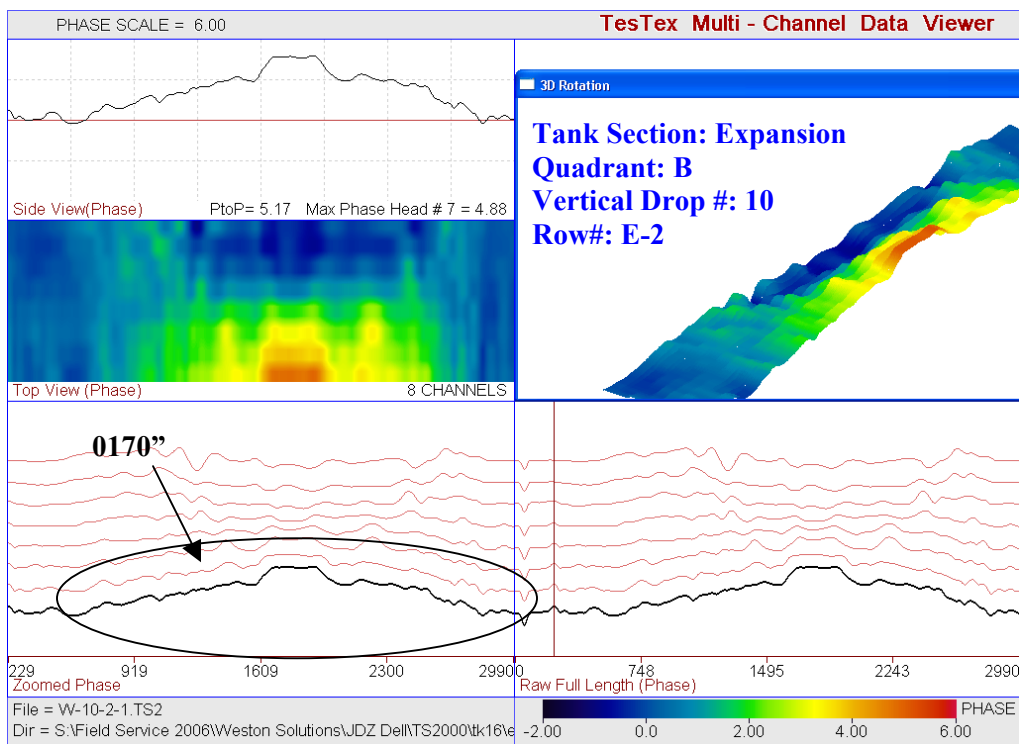 PHASE SCALE = 6.00
TesTex Multi - Channel Data Viewer
Side View(Phase)
PtoP= 5.17 Max Phase Head # 7 = 4.88
3D Rotation
Tank Section: Expansion
Quadrant: B
Vertical Drop #: 10
Row#: E-2
Top View (Phase)
8 CHANNELS
0170”
229 919 1609 2300 2990
Zoomed Phase
0 748 1495 2243 2990
Raw Full Length (Phase)
File = W-10-2-1.TS2
Dir = S:\Field Service 2006\Weston Solutions\JDZ Dell\TS2000\tk16\e
PHASE
-2.00 0.0 2.00 4.00 6.00